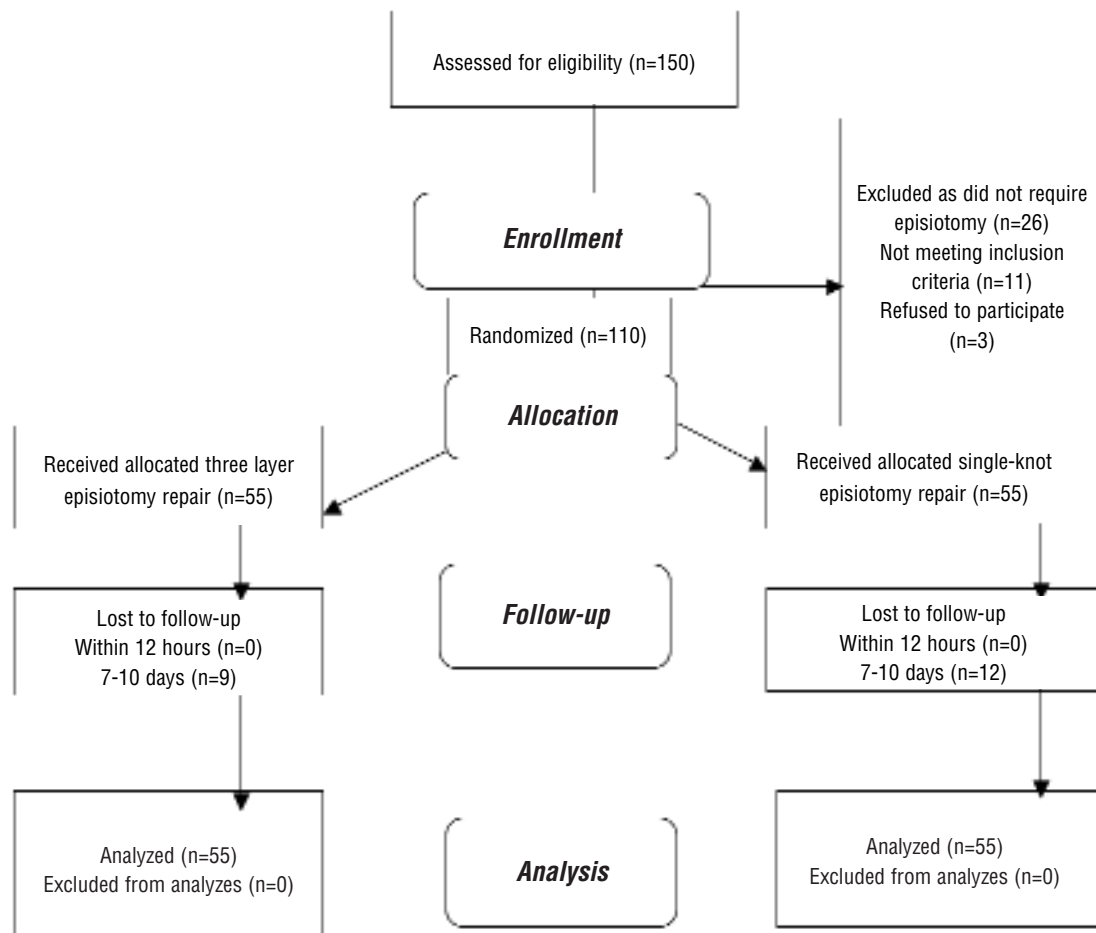 Assessed for eligibility (n=150)
Enrollment
Excluded as did not require
episiotomy (n=26)
Not meeting inclusion
criteria (n=11)
Refused to participate
(n=3)
Randomized (n=110)
Allocation
Received allocated three layer
episiotomy repair (n=55)
Received allocated single-knot
episiotomy repair (n=55)
Lost to follow-up
Within 12 hours (n=0)
7-10 days (n=9)
Follow-up
Lost to follow-up
Within 12 hours (n=0)
7-10 days (n=12)
Analyzed (n=55)
Excluded from analyzes (n=0)
Analysis
Analyzed (n=55)
Excluded from analyzes (n=0)